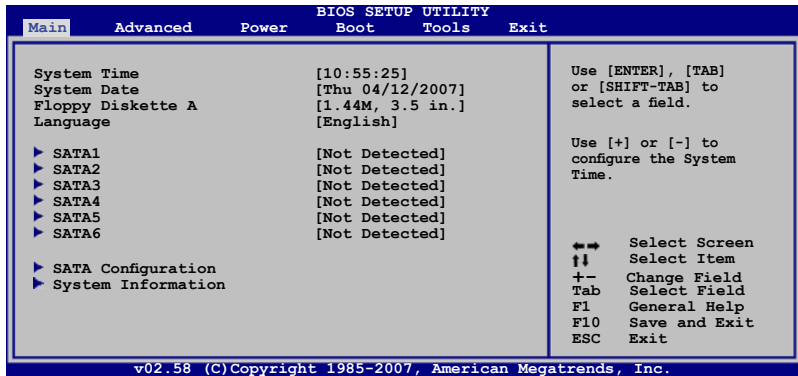 BIOS SETUP UTILITY
Main Advanced Power Boot Tools Exit
System Time [10:55:25]
System Date [Thu 04/12/2007]
Floppy Diskette A [1.44M, 3.5 in.]
Language [English]
SATA1 [Not Detected]
SATA2 [Not Detected]
SATA3 [Not Detected]
SATA4 [Not Detected]
SATA5 [Not Detected]
SATA6 [Not Detected]
SATA Configuration
System Information
Use [ENTER], [TAB]
or [SHIFT-TAB] to
select a field.
Use [+] or [-] to
configure the System
Time.
←→ Select Screen
↑↓ Select Item
+- Change Field
Tab Select Field
F1 General Help
F10 Save and Exit
ESC Exit
v02.58 (C)Copyright 1985-2007, American Megatrends, Inc.